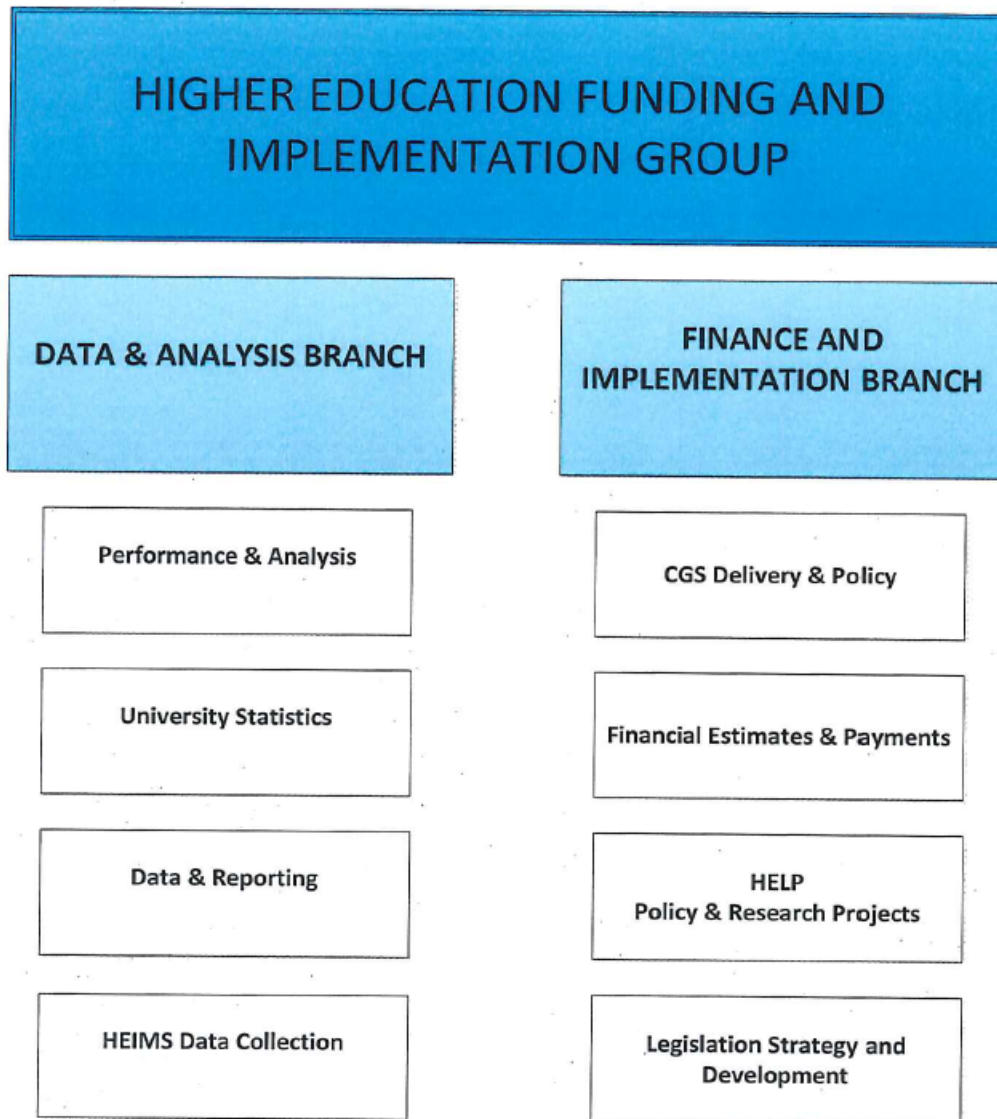 HIGHER EDUCATION FUNDING AND
IMPLEMENTATION GROUP
DATA & ANALYSIS BRANCH
FINANCE AND
IMPLEMENTATION BRANCH
Performance & Analysis
CGS Delivery & Policy
University Statistics
Financial Estimates & Payments
Data & Reporting
HELP
Policy & Research Projects
HEIMS Data Collection
Legislation Strategy and
Development